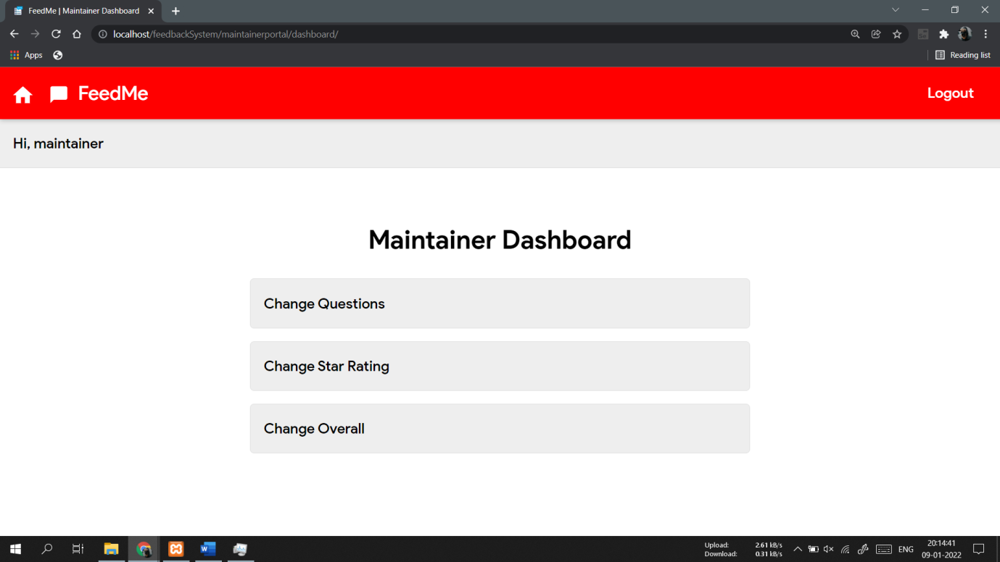 FeedMe | Maintainer Dashboard
localhost/feedbackSystem/maintainerportal/dashboard/
Apps
Reading list
FeedMe
Logout
Hi, maintainer
Maintainer Dashboard
Change Questions
Change Star Rating
Change Overall
Upload: 2.61 kB/s
Download: 0.31 kB/s
ENG
20:14:41
09-01-2022